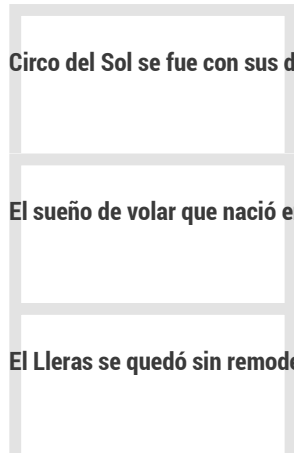 Circo del Sol se fue con sus
El sueño de volar que nació
El Lleras se quedó sin